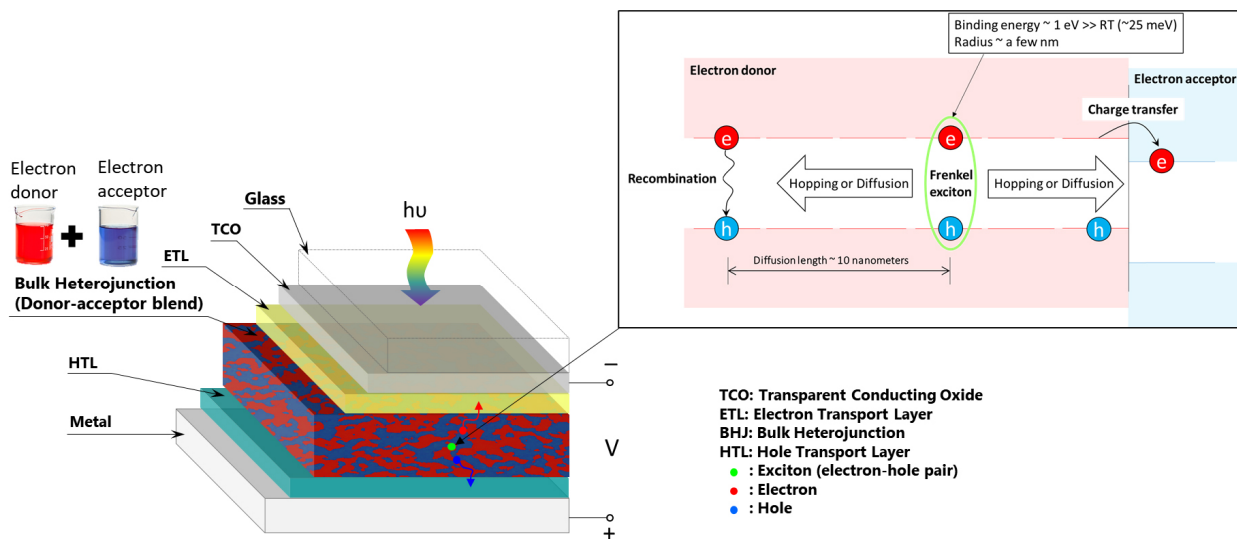 Electron donor
Electron acceptor
Bulk Heterojunction
(Donor-acceptor blend)
Glass
TCO
ETL
HTL
Metal
hυ
−
V
+
Binding energy ~ 1 eV >> RT (~25 meV)
Radius ~ a few nm
Electron donor
Electron acceptor
Charge transfer
e
e
e
Recombination
Hopping or Diffusion
Frenkel exciton
Hopping or Diffusion
h
h
h
Diffusion length ~ 10 nanometers
TCO: Transparent Conducting Oxide
ETL: Electron Transport Layer
BHJ: Bulk Heterojunction
HTL: Hole Transport Layer
: Exciton (electron-hole pair)
: Electron
: Hole